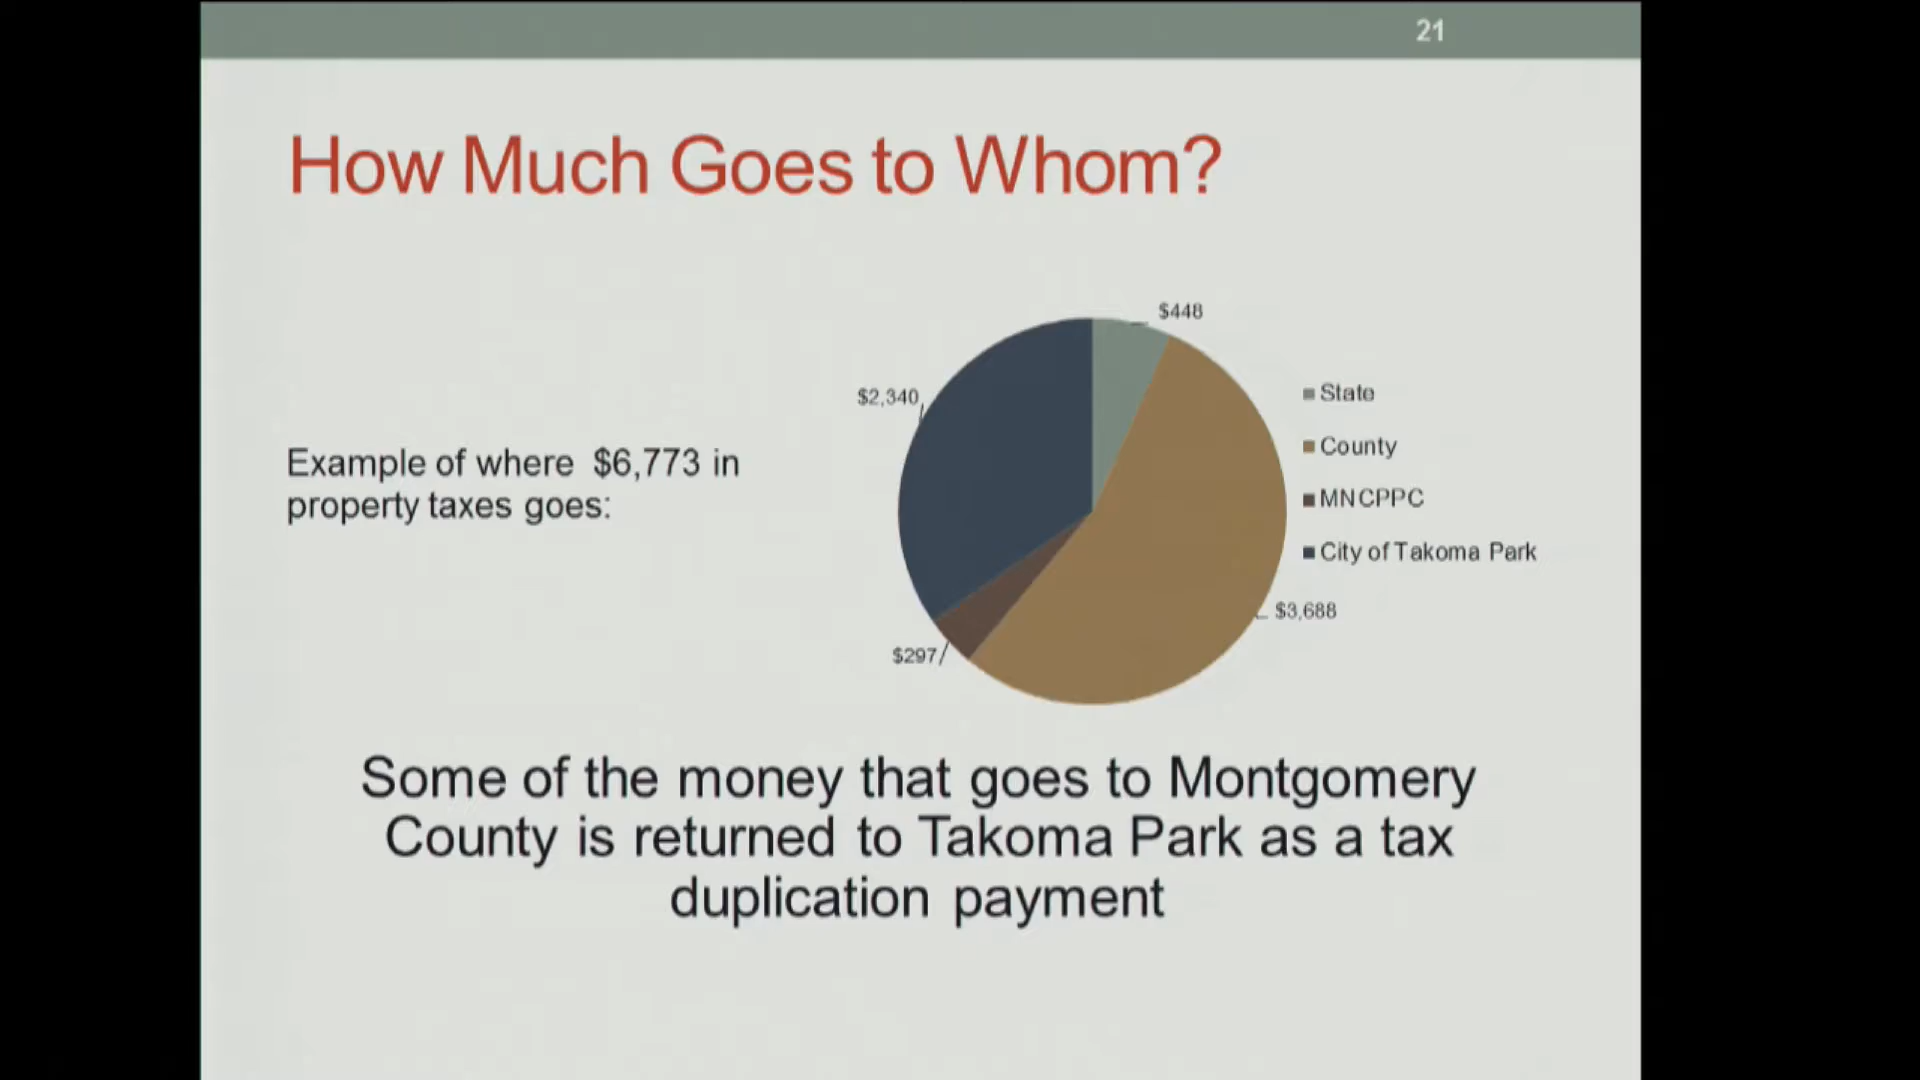 21
How Much Goes to Whom?
$448
$2,340
State
County
Example of where $6,773 in
property taxes goes:
MNCPPC
City of Takoma Park
$3,688
$297
Some of the money that goes to Montgomery
County is returned to Takoma Park as a tax
duplication payment